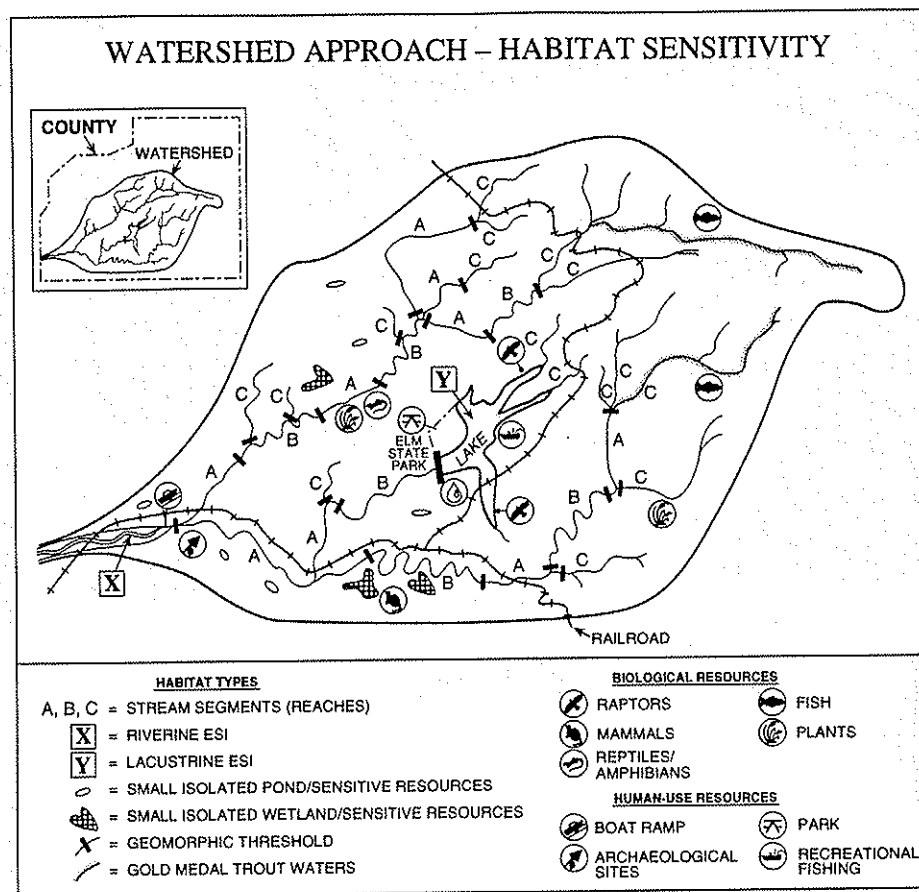 WATERSHED APPROACH – HABITAT SENSITIVITY
COUNTY
WATERSHED
C
C
A
C
C
C
A
C
B
C
A
C
B
C
Y
C
C
C
C
A
C
C
B
A
ELM
STATE
PARK
LAKE
B
A
A
B
C
C
A
A
B
A
C
X
RAILROAD
HABITAT TYPES
A, B, C = STREAM SEGMENTS (REACHES)
X = RIVERINE ESI
Y = LACUSTRINE ESI
= SMALL ISOLATED POND/SENSITIVE RESOURCES
= SMALL ISOLATED WETLAND/SENSITIVE RESOURCES
= GEOMORPHIC THRESHOLD
= GOLD MEDAL TROUT WATERS
BIOLOGICAL RESOURCES
RAPTORS
MAMMALS
REPTILES/
AMPHIBIANS
FISH
PLANTS
HUMAN-USE RESOURCES
BOAT RAMP
ARCHAEOLOGICAL
SITES
PARK
RECREATIONAL
FISHING